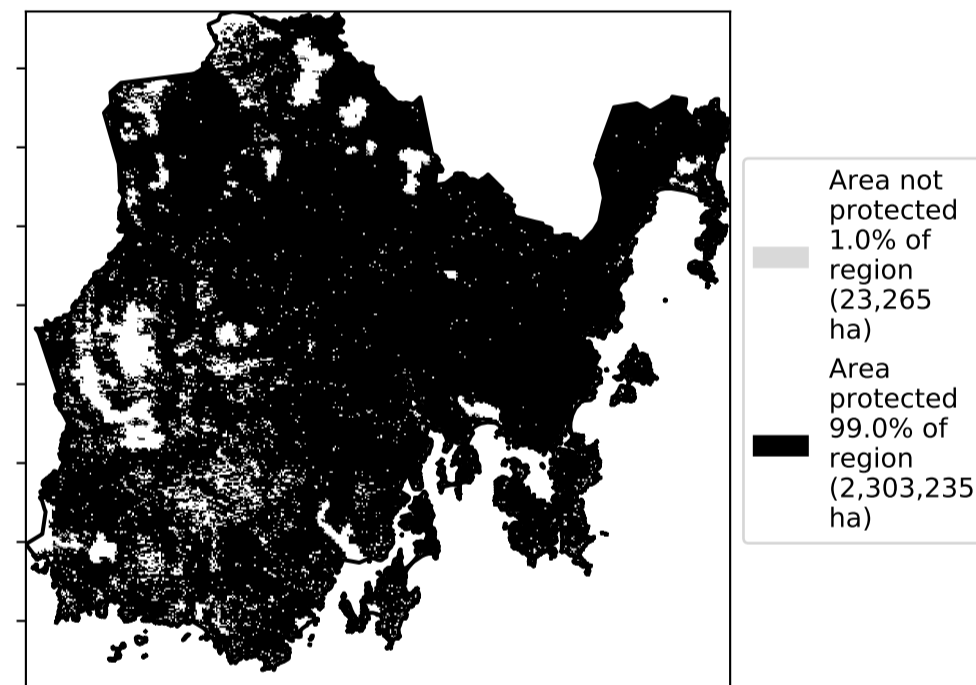 Area not
protected
1.0% of
region
(23,265
ha)
Area
protected
99.0% of
region
(2,303,235
ha)